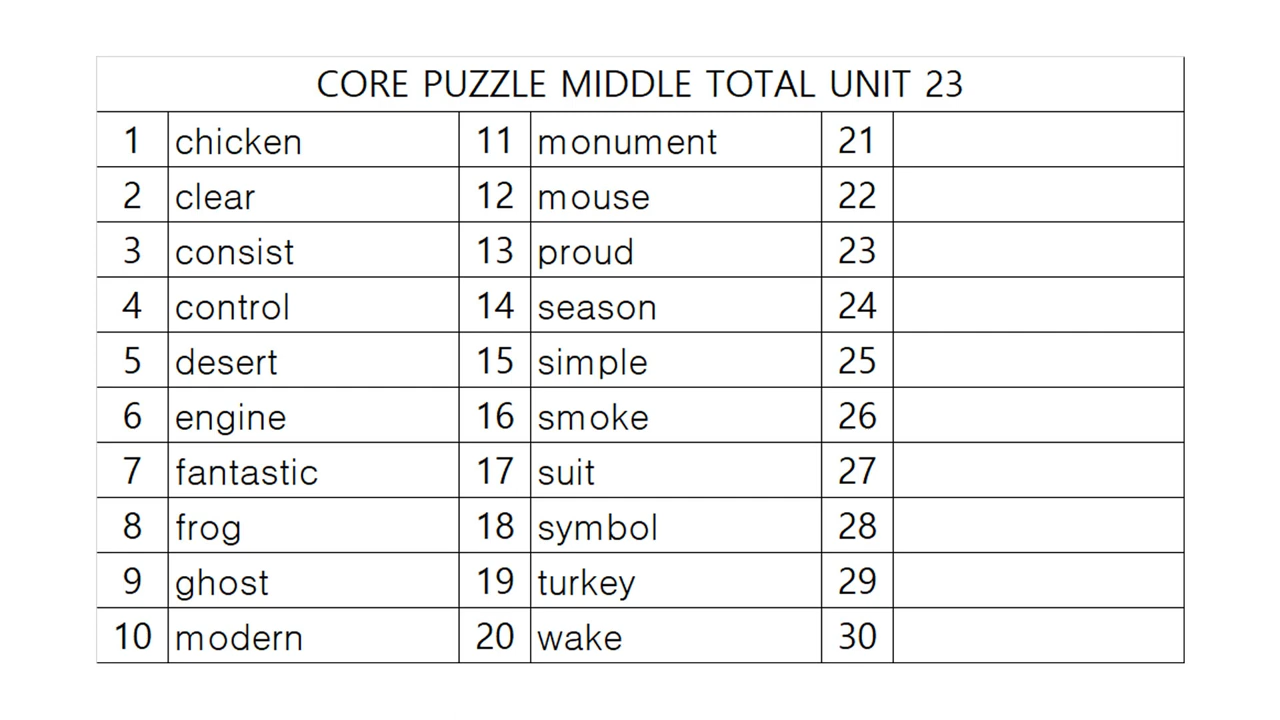 CORE PUZZLE MIDDLE TOTAL UNIT 23
1 chicken 11 monument 21
2 clear 12 mouse 22
3 consist 13 proud 23
4 control 14 season 24
5 desert 15 simple 25
6 engine 16 smoke 26
7 fantastic 17 suit 27
8 frog 18 symbol 28
9 ghost 19 turkey 29
10 modern 20 wake 30